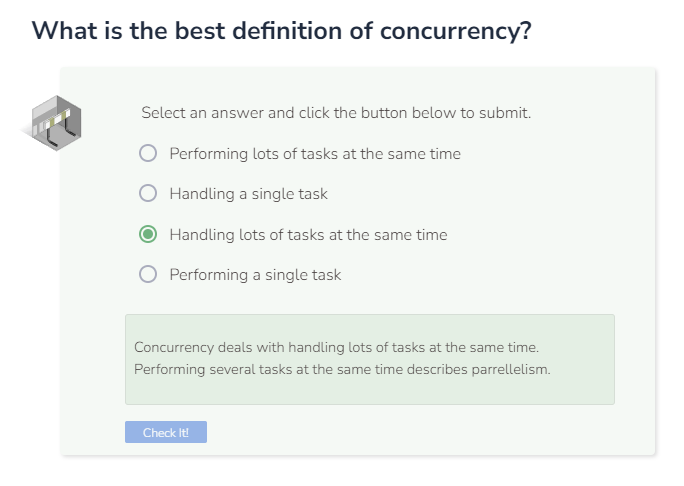 What is the best definition of concurrency?
Select an answer and click the button below to submit.
Performing lots of tasks at the same time
Handling a single task
Handling lots of tasks at the same time
Performing a single task
Concurrency deals with handling lots of tasks at the same time.
Performing several tasks at the same time describes parrellelism.
Check It!